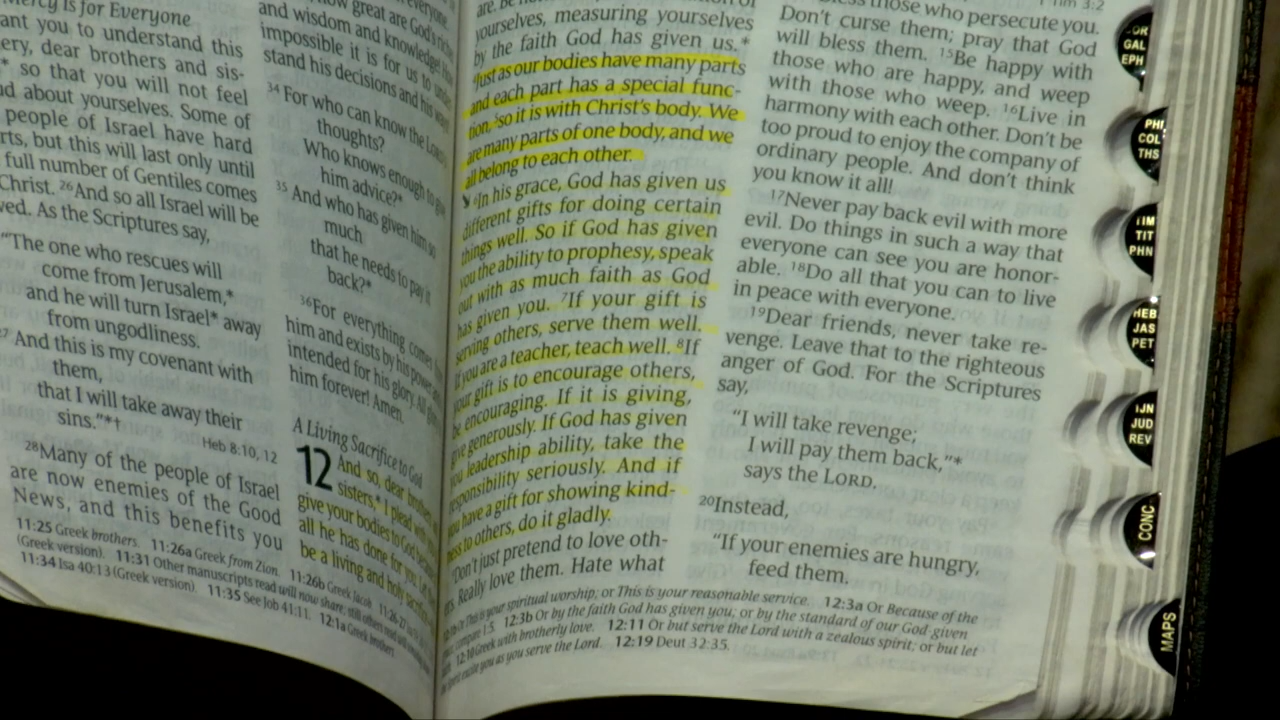 Mercy is for Everyone
ant you to understand this
ery, dear brothers and sis-
* so that you will not feel
d about yourselves. Some of
people of Israel have hard
rts, but this will last only until
full number of Gentiles comes
Christ. 26And so all Israel will be
ved. As the Scriptures say,
"The one who rescues will
come from Jerusalem,*
and he will turn Israel* away
from ungodliness.
27 And this is my covenant with
them,
that I will take away their
sins."*†
Heb 8:10, 12
28Many of the people of Israel
are now enemies of the Good
News, and this benefits you
how great are God's
and wisdom and knowledge
impossible it is for us to
stand his decisions and his
34 For who can know the
thoughts?
Who knows enough to
him advice?*
35 And who has given him so
much
that he needs to pay it
back?*
36For everything comes
him and exists by his power
intended for his glory. All
him forever! Amen.
A Living Sacrifice to God
12 And so, dear
sisters,* I plead
give your bodies to God
all he has done for you.
be a living and holy
11:25 Greek brothers. 11:26a Greek from Zion. 11:26b Greek Jacob.
(Greek version). 11:31 Other manuscripts read will now share; still others read
11:34 Isa 40:13 (Greek version). 11:35 See Job 41:11. 12:1a Greek brothers.
yourselves, measuring yourselves
by the faith God has given us.*
4Just as our bodies have many parts
and each part has a special func-
tion, 5so it is with Christ's body. We
are many parts of one body, and we
all belong to each other.
6In his grace, God has given us
different gifts for doing certain
things well. So if God has given
you the ability to prophesy, speak
out with as much faith as God
has given you. 7If your gift is
serving others, serve them well.
If you are a teacher, teach well. 8If
your gift is to encourage others,
be encouraging. If it is giving,
give generously. If God has given
you leadership ability, take the
responsibility seriously. And if
you have a gift for showing kind-
ness to others, do it gladly.
Don't just pretend to love oth-
ers. Really love them. Hate what
1 Tim 3:2
those who persecute you.
Don't curse them; pray that God
will bless them. 15Be happy with
those who are happy, and weep
with those who weep. 16Live in
harmony with each other. Don't be
too proud to enjoy the company of
ordinary people. And don't think
you know it all!
17Never pay back evil with more
evil. Do things in such a way that
everyone can see you are honor-
able. 18Do all that you can to live
in peace with everyone.
19Dear friends, never take re-
venge. Leave that to the righteous
anger of God. For the Scriptures
say,
"I will take revenge;
I will pay them back,"*
says the LORD.
20Instead,
"If your enemies are hungry,
feed them.
Or This is your spiritual worship; or This is your reasonable service. 12:3a Or Because of the
compare 1:5. 12:3b Or by the faith God has given you; or by the standard of our God-given
12:10 Greek with brotherly love. 12:11 Or but serve the Lord with a zealous spirit; or but let
the Spirit excite you as you serve the Lord. 12:19 Deut 32:35.
COR
GAL
EPH
PHI
COL
THS
TIM
TIT
PHN
HEB
JAS
PET
IJN
JUD
REV
CONC
MAPS